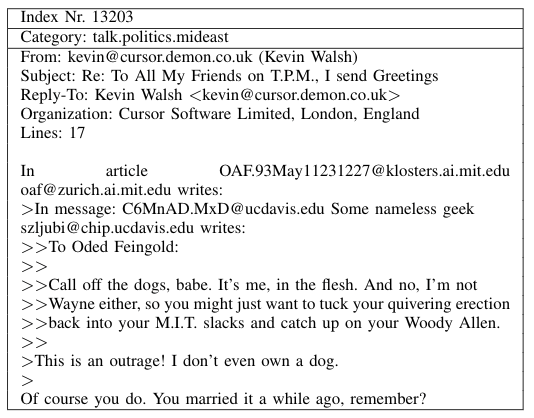 Index Nr. 13203
Category: talk.politics.mideast
From: kevin@cursor.demon.co.uk (Kevin Walsh)
Subject: Re: To All My Friends on T.P.M., I send Greetings
Reply-To: Kevin Walsh <kevin@cursor.demon.co.uk>
Organization: Cursor Software Limited, London, England
Lines: 17

In article OAF.93May11231227@klosters.ai.mit.edu
oaf@zurich.ai.mit.edu writes:
>In message: C6MnAD.MxD@ucdavis.edu Some nameless geek
szljubi@chip.ucdavis.edu writes:
>>To Oded Feingold:
>>
>>Call off the dogs, babe. It's me, in the flesh. And no, I'm not
>>Wayne either, so you might just want to tuck your quivering erection
>>back into your M.I.T. slacks and catch up on your Woody Allen.
>>
>This is an outrage! I don't even own a dog.
>
Of course you do. You married it a while ago, remember?